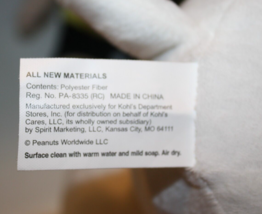 ALL NEW MATERIALS
Contents: Polyester Fiber
Reg. No. PA-6335 (RC) MADE IN CHINA
Manufactured exclusively for Kohl's Department
Stores, Inc. (for distribution on behalf of Kohl's
Cares, LLC, its wholly owned subsidiary)
by Spirit Marketing, LLC, Kansas City, MO 64111
© Peanuts Worldwide LLC
Surface clean with warm water and mild soap. Air dry.